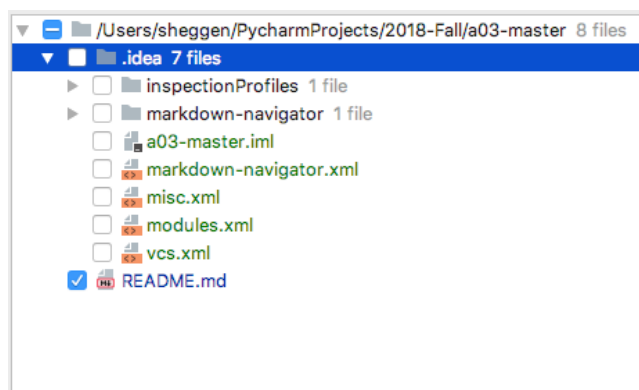 /Users/sheggen/PycharmProjects/2018-Fall/a03-master 8 files
.idea 7 files
inspectionProfiles 1 file
markdown-navigator 1 file
a03-master.iml
markdown-navigator.xml
misc.xml
modules.xml
vcs.xml
README.md